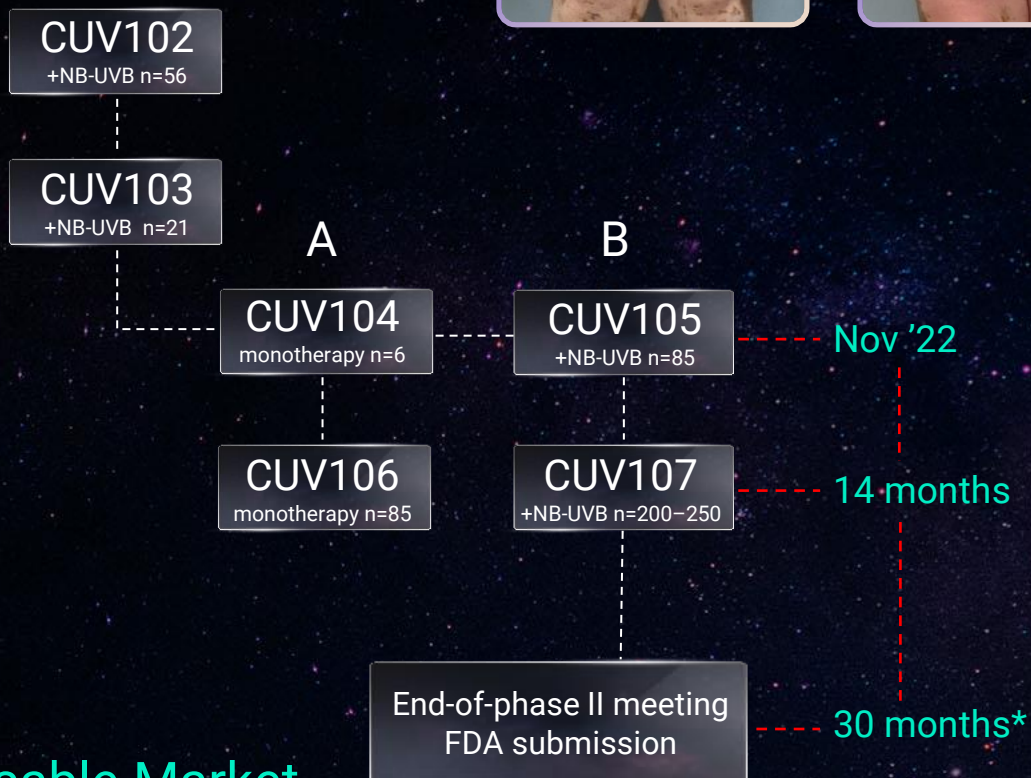 CUV102
+NB-UVB n=56
CUV103
+NB-UVB n=21
A
B
CUV104
monotherapy n=6
CUV105
+NB-UVB n=85
Nov ’22
CUV106
monotherapy n=85
CUV107
+NB-UVB n=200–250
14 months
End-of-phase II meeting
FDA submission
30 months*
Market